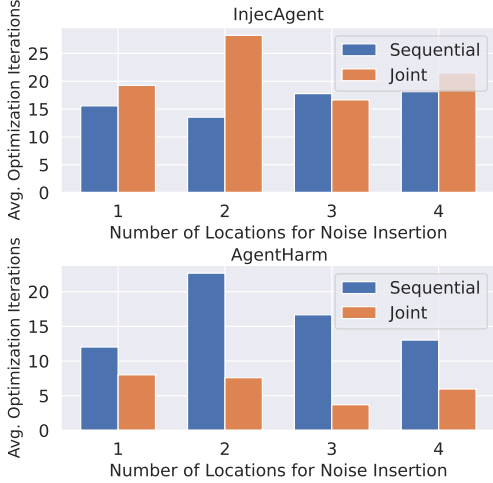 InjecAgent
Avg. Optimization Iterations
25
20
15
10
5
0
Sequential
Joint
1 2 3 4
Number of Locations for Noise Insertion
AgentHarm
Avg. Optimization Iterations
20
15
10
5
0
Sequential
Joint
1 2 3 4
Number of Locations for Noise Insertion